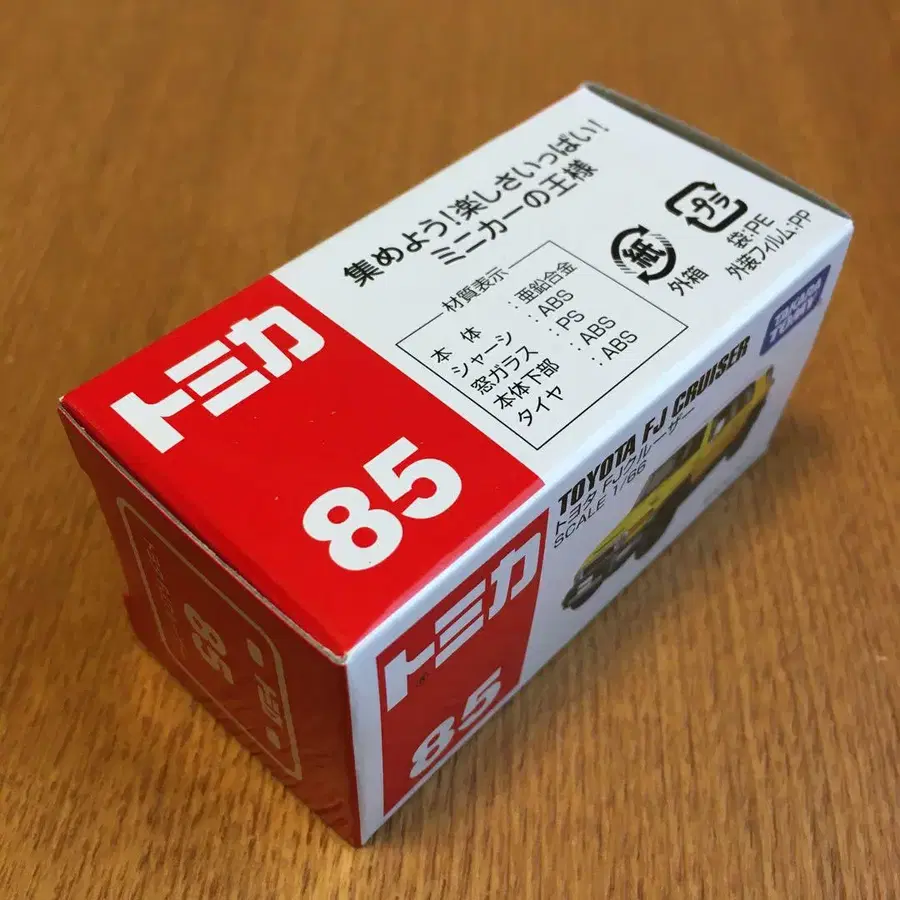 集めよう!楽しさいっぱい!
ミニカーの王様
材質表示
本体:亜鉛合金
シャーシ:ABS
窓ガラス:PS
本体下部:ABS
タイヤ:ABS
紙
外箱
プラ
袋:PE
外装フィルム:PP
トミカ
85
TAKARA TOMY
TOYOTA FJ CRUISER
トヨタ FJクルーザー
SCALE 1/66
トミカ
85
85